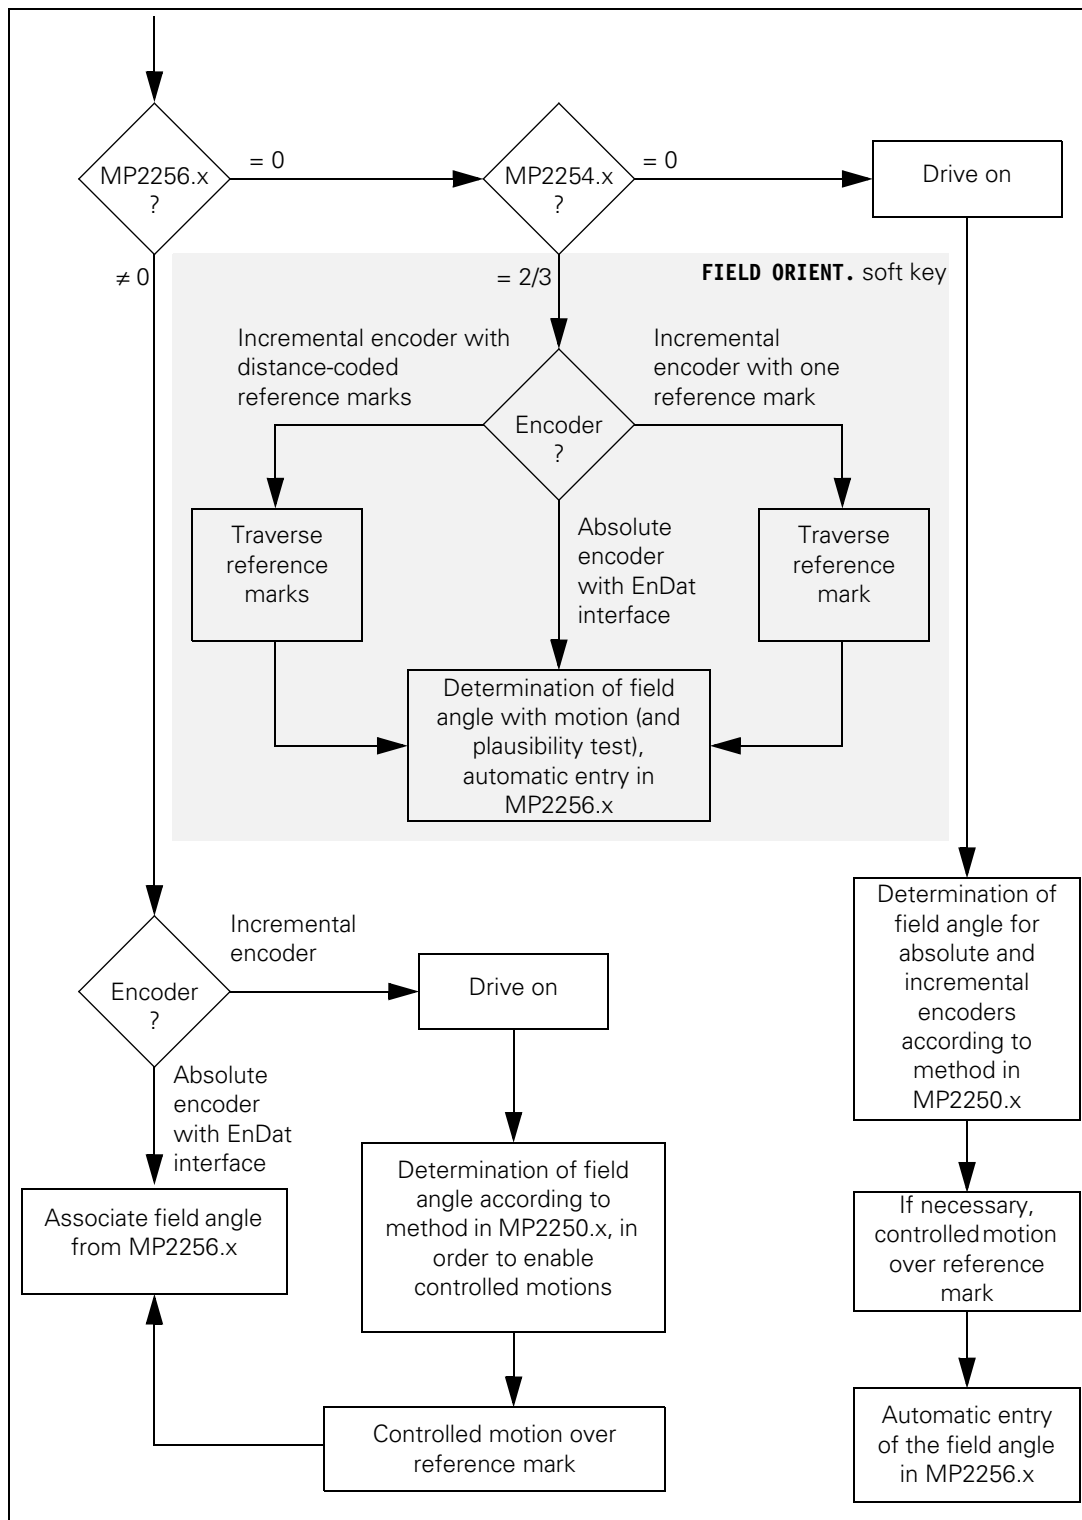 MP2256.x
?
= 0
MP2254.x
?
= 0
Drive on
≠ 0
= 2/3
FIELD ORIENT. soft key
Incremental encoder with
distance-coded
reference marks
Incremental
encoder with one
reference mark
Encoder
?
Traverse
reference
marks
Absolute
encoder
with EnDat
interface
Traverse
reference
mark
Determination of field
angle with motion (and
plausibility test),
automatic entry in
MP2256.x
Determination of
field angle for
absolute and
incremental
encoders
according to
method in
MP2250.x
Incremental
encoder
Encoder
?
Drive on
Absolute
encoder
with EnDat
interface
Determination of field
angle according to
method in MP2250.x, in
order to enable
controlled motions
Associate field angle
from MP2256.x
If necessary,
controlled motion
over reference
mark
Controlled motion over
reference mark
Automatic entry
of the field angle
in MP2256.x